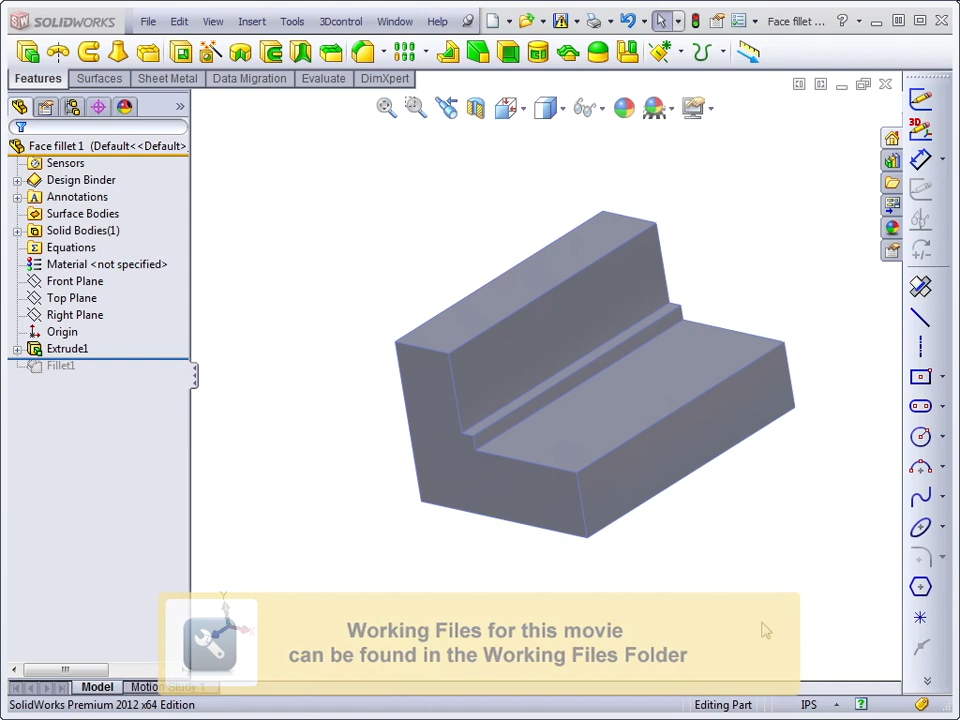 SOLIDWORKS File Edit View Insert Tools 3Dcontrol Window Help Face fillet ...
Features Surfaces Sheet Metal Data Migration Evaluate DimXpert
3D
Face fillet 1 (Default<<Default>
Sensors
Design Binder
Annotations
Surface Bodies
Solid Bodies(1)
Equations
Material <not specified>
Front Plane
Top Plane
Right Plane
Origin
Extrude1
Fillet1
Y
Working Files for this movie
can be found in the Working Files Folder
Model Motion Study 1
SolidWorks Premium 2012 x64 Edition Editing Part IPS